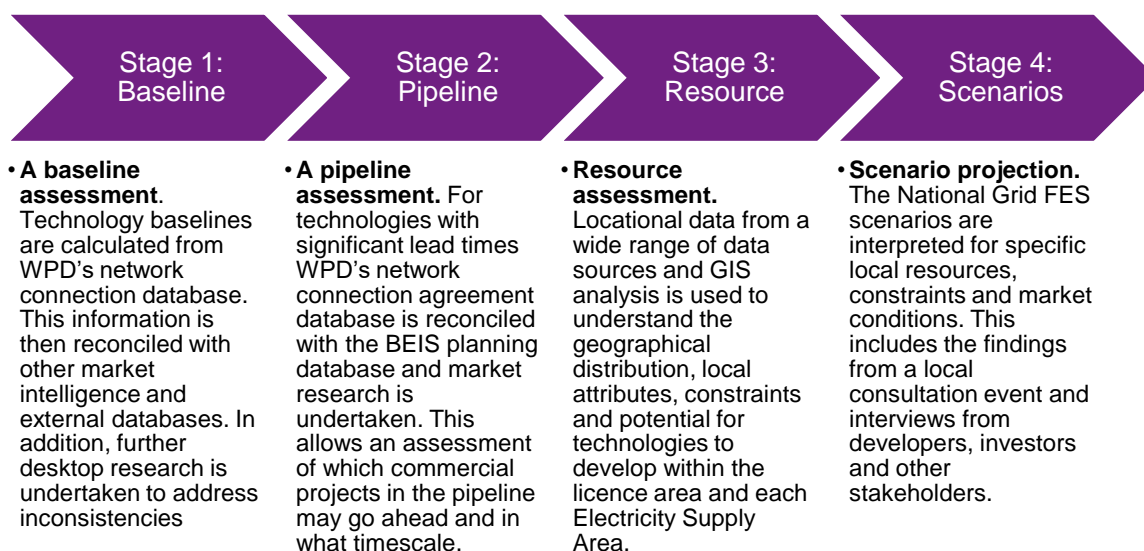 Stage 1:
Baseline
Stage 2:
Pipeline
Stage 3:
Resource
Stage 4:
Scenarios
• A baseline
assessment.
Technology baselines
are calculated from
WPD's network
connection database.
This information is
then reconciled with
other market
intelligence and
external databases. In
addition, further
desktop research is
undertaken to address
inconsistencies
• A pipeline
assessment. For
technologies with
significant lead times
WPD's network
connection agreement
database is reconciled
with the BEIS planning
database and market
research is
undertaken. This
allows an assessment
of which commercial
projects in the pipeline
may go ahead and in
what timescale.
• Resource
assessment.
Locational data from a
wide range of data
sources and GIS
analysis is used to
understand the
geographical
distribution, local
attributes, constraints
and potential for
technologies to
develop within the
licence area and each
Electricity Supply
Area.
• Scenario projection.
The National Grid FES
scenarios are
interpreted for specific
local resources,
constraints and market
conditions. This
includes the findings
from a local
consultation event and
interviews from
developers, investors
and other
stakeholders.